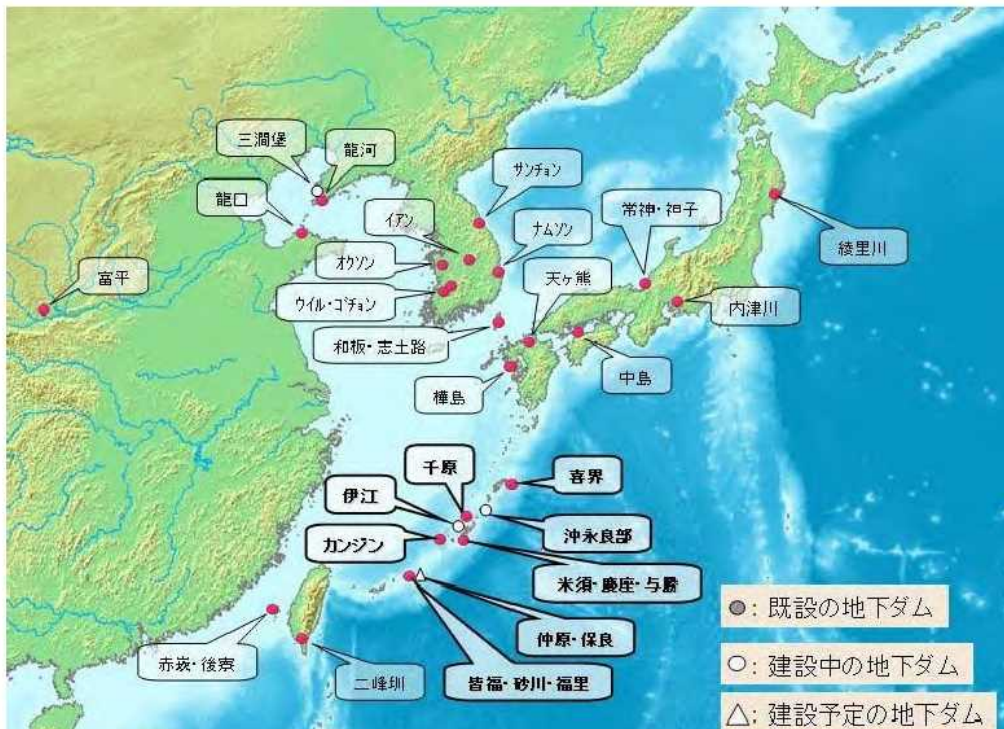 三澗堡
龍河
サンチョン
龍口
イアン
ナムソン
常神・神子
綾里川
富平
オクソン
天ヶ熊
ウイル・ゴチョン
内津川
和板・志土路
中島
樺島
千原
喜界
伊江
カンジン
沖永良部
米須・慶座・与勝
仲原・保良
赤崁・後寮
二峰圳
皆福・砂川・福里
●: 既設の地下ダム
○: 建設中の地下ダム
△: 建設予定の地下ダム